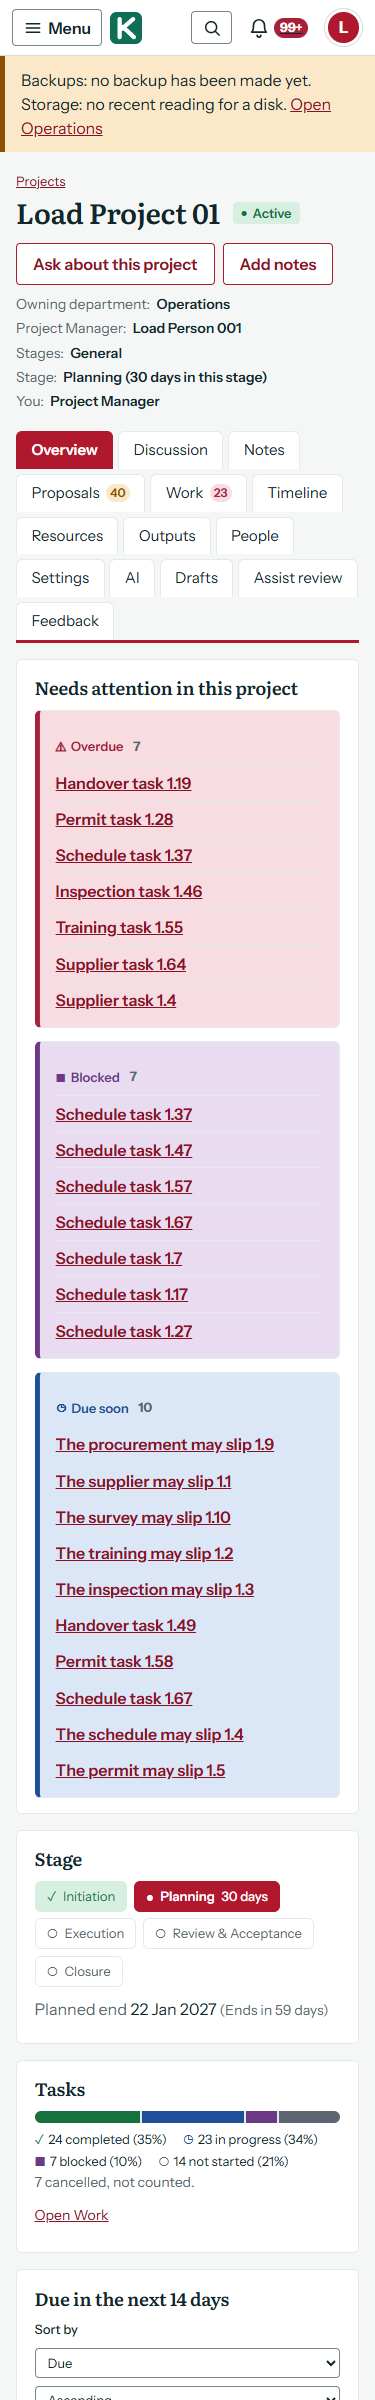 Menu
K
99+
L
Backups: no backup has been made yet.
Storage: no recent reading for a disk. Open
Operations
Projects
Load Project 01
Active
Ask about this project
Add notes
Owning department: Operations
Project Manager: Load Person 001
Stages: General
Stage: Planning (30 days in this stage)
You: Project Manager
Overview
Discussion
Notes
Proposals 40
Work 23
Timeline
Resources
Outputs
People
Settings
AI
Drafts
Assist review
Feedback
Needs attention in this project
Overdue 7
Handover task 1.19
Permit task 1.28
Schedule task 1.37
Inspection task 1.46
Training task 1.55
Supplier task 1.64
Supplier task 1.4
Blocked 7
Schedule task 1.37
Schedule task 1.47
Schedule task 1.57
Schedule task 1.67
Schedule task 1.7
Schedule task 1.17
Schedule task 1.27
Due soon 10
The procurement may slip 1.9
The supplier may slip 1.1
The survey may slip 1.10
The training may slip 1.2
The inspection may slip 1.3
Handover task 1.49
Permit task 1.58
Schedule task 1.67
The schedule may slip 1.4
The permit may slip 1.5
Stage
✓ Initiation
Planning 30 days
Execution
Review & Acceptance
Closure
Planned end 22 Jan 2027 (Ends in 59 days)
Tasks
✓ 24 completed (35%)
23 in progress (34%)
7 blocked (10%)
14 not started (21%)
7 cancelled, not counted.
Open Work
Due in the next 14 days
Sort by
Due
Ascending